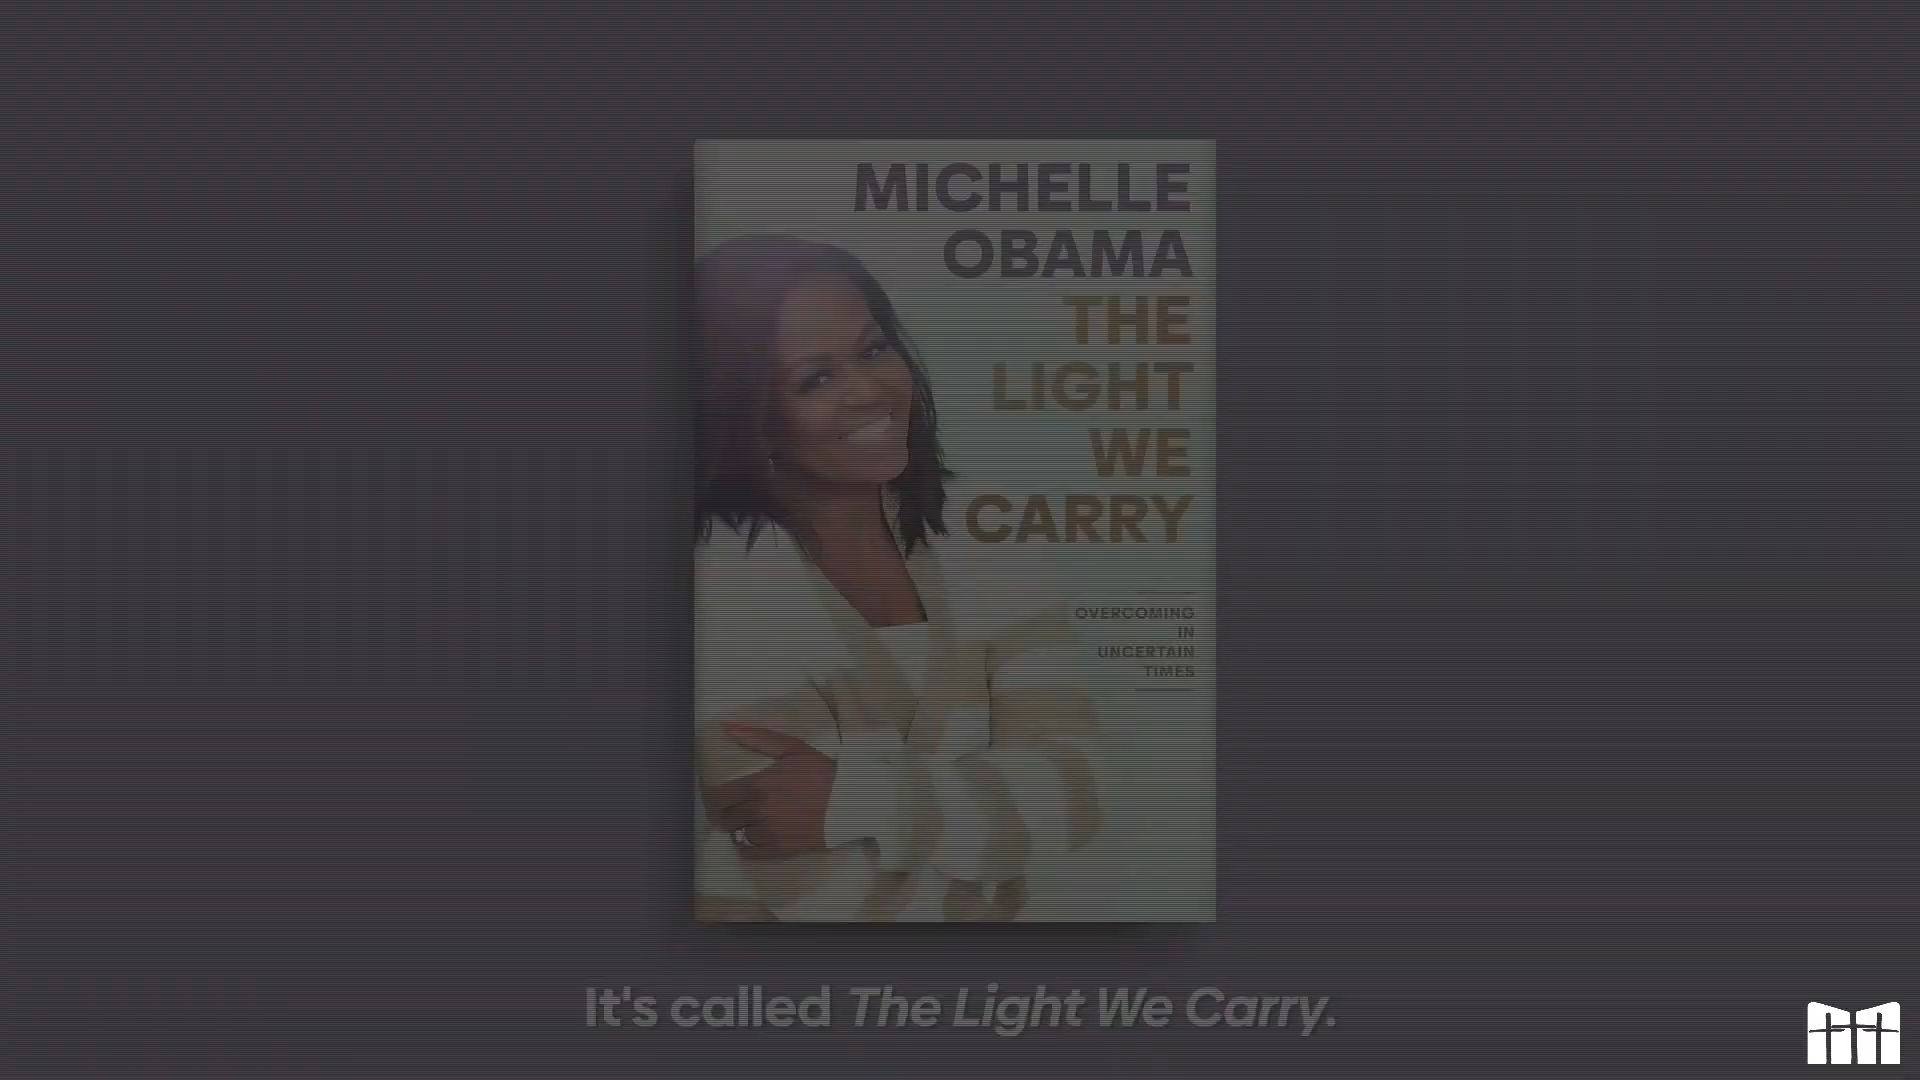 MICHELLE
OBAMA
THE
LIGHT
WE
CARRY
OVERCOMING
IN
UNCERTAIN
TIMES
It's called The Light We Carry.